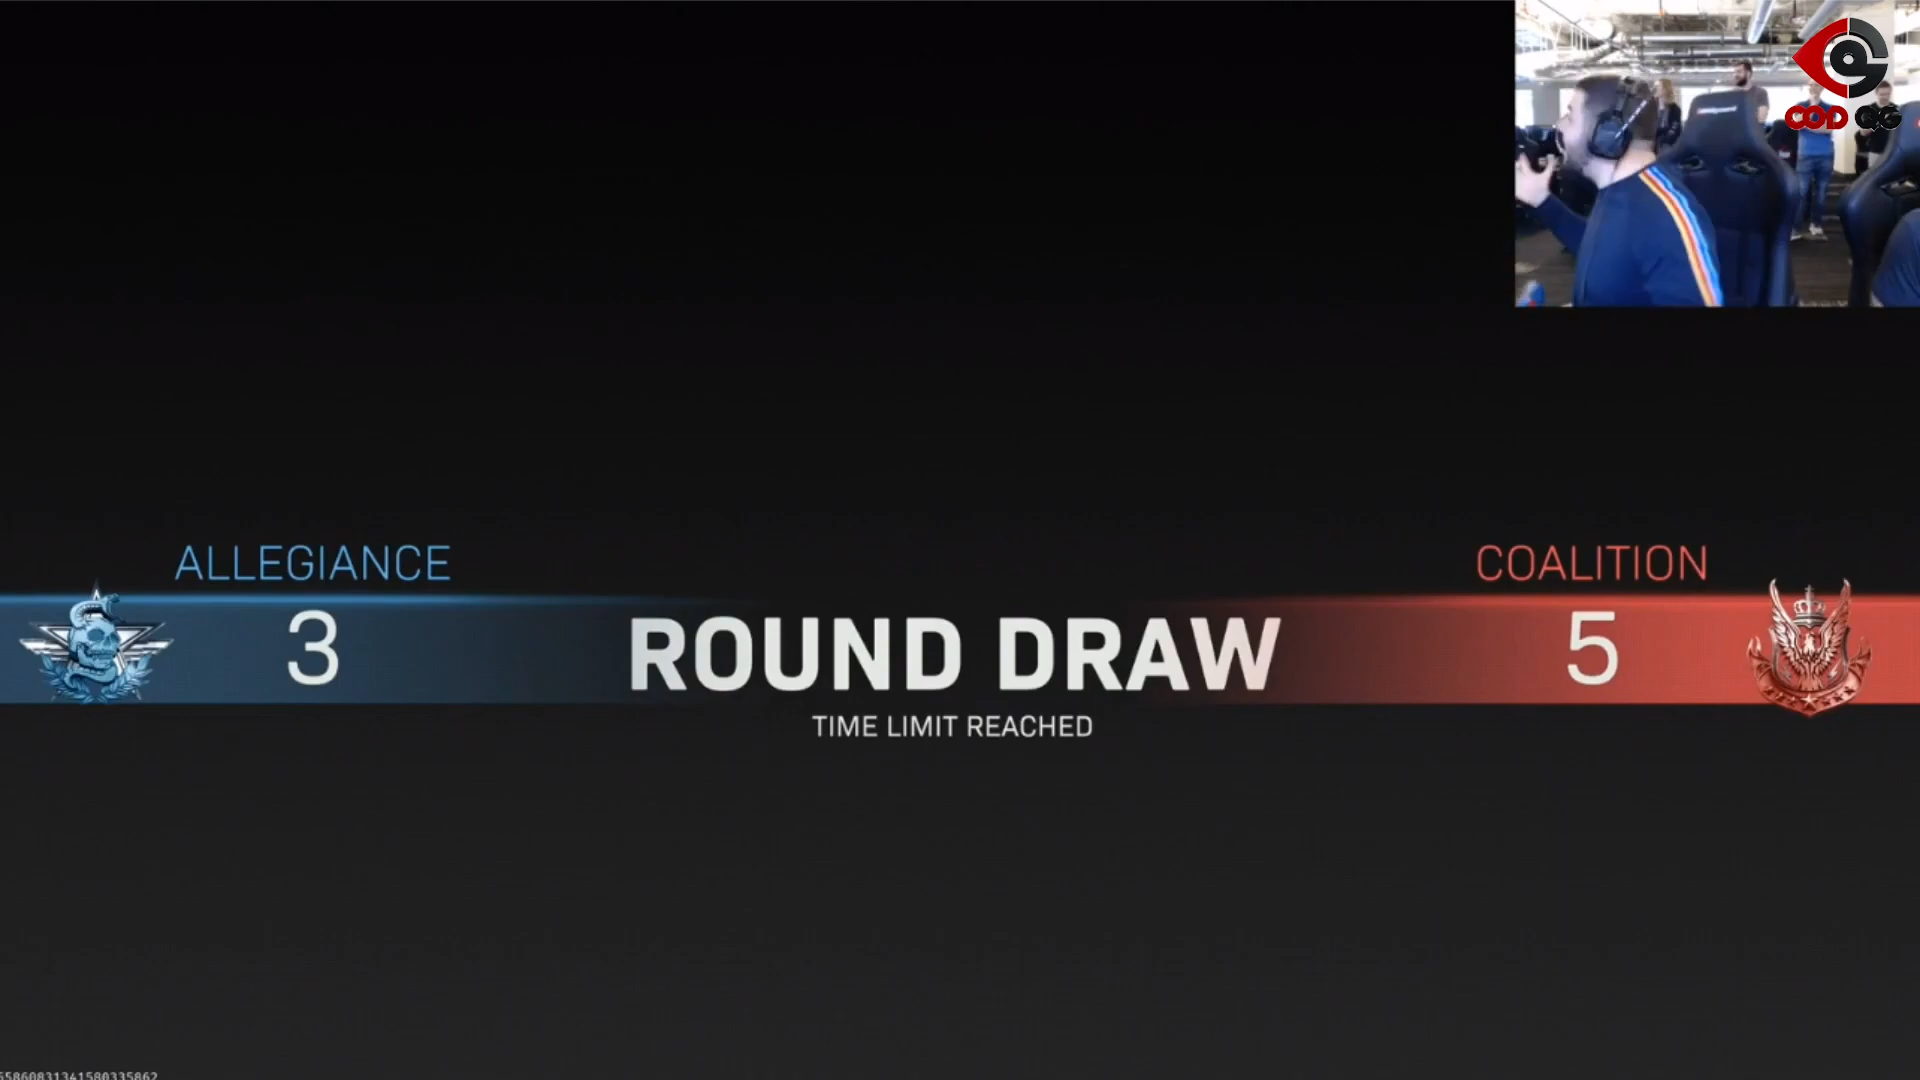 COD QG
ALLEGIANCE
COALITION
3
ROUND DRAW
5
TIME LIMIT REACHED